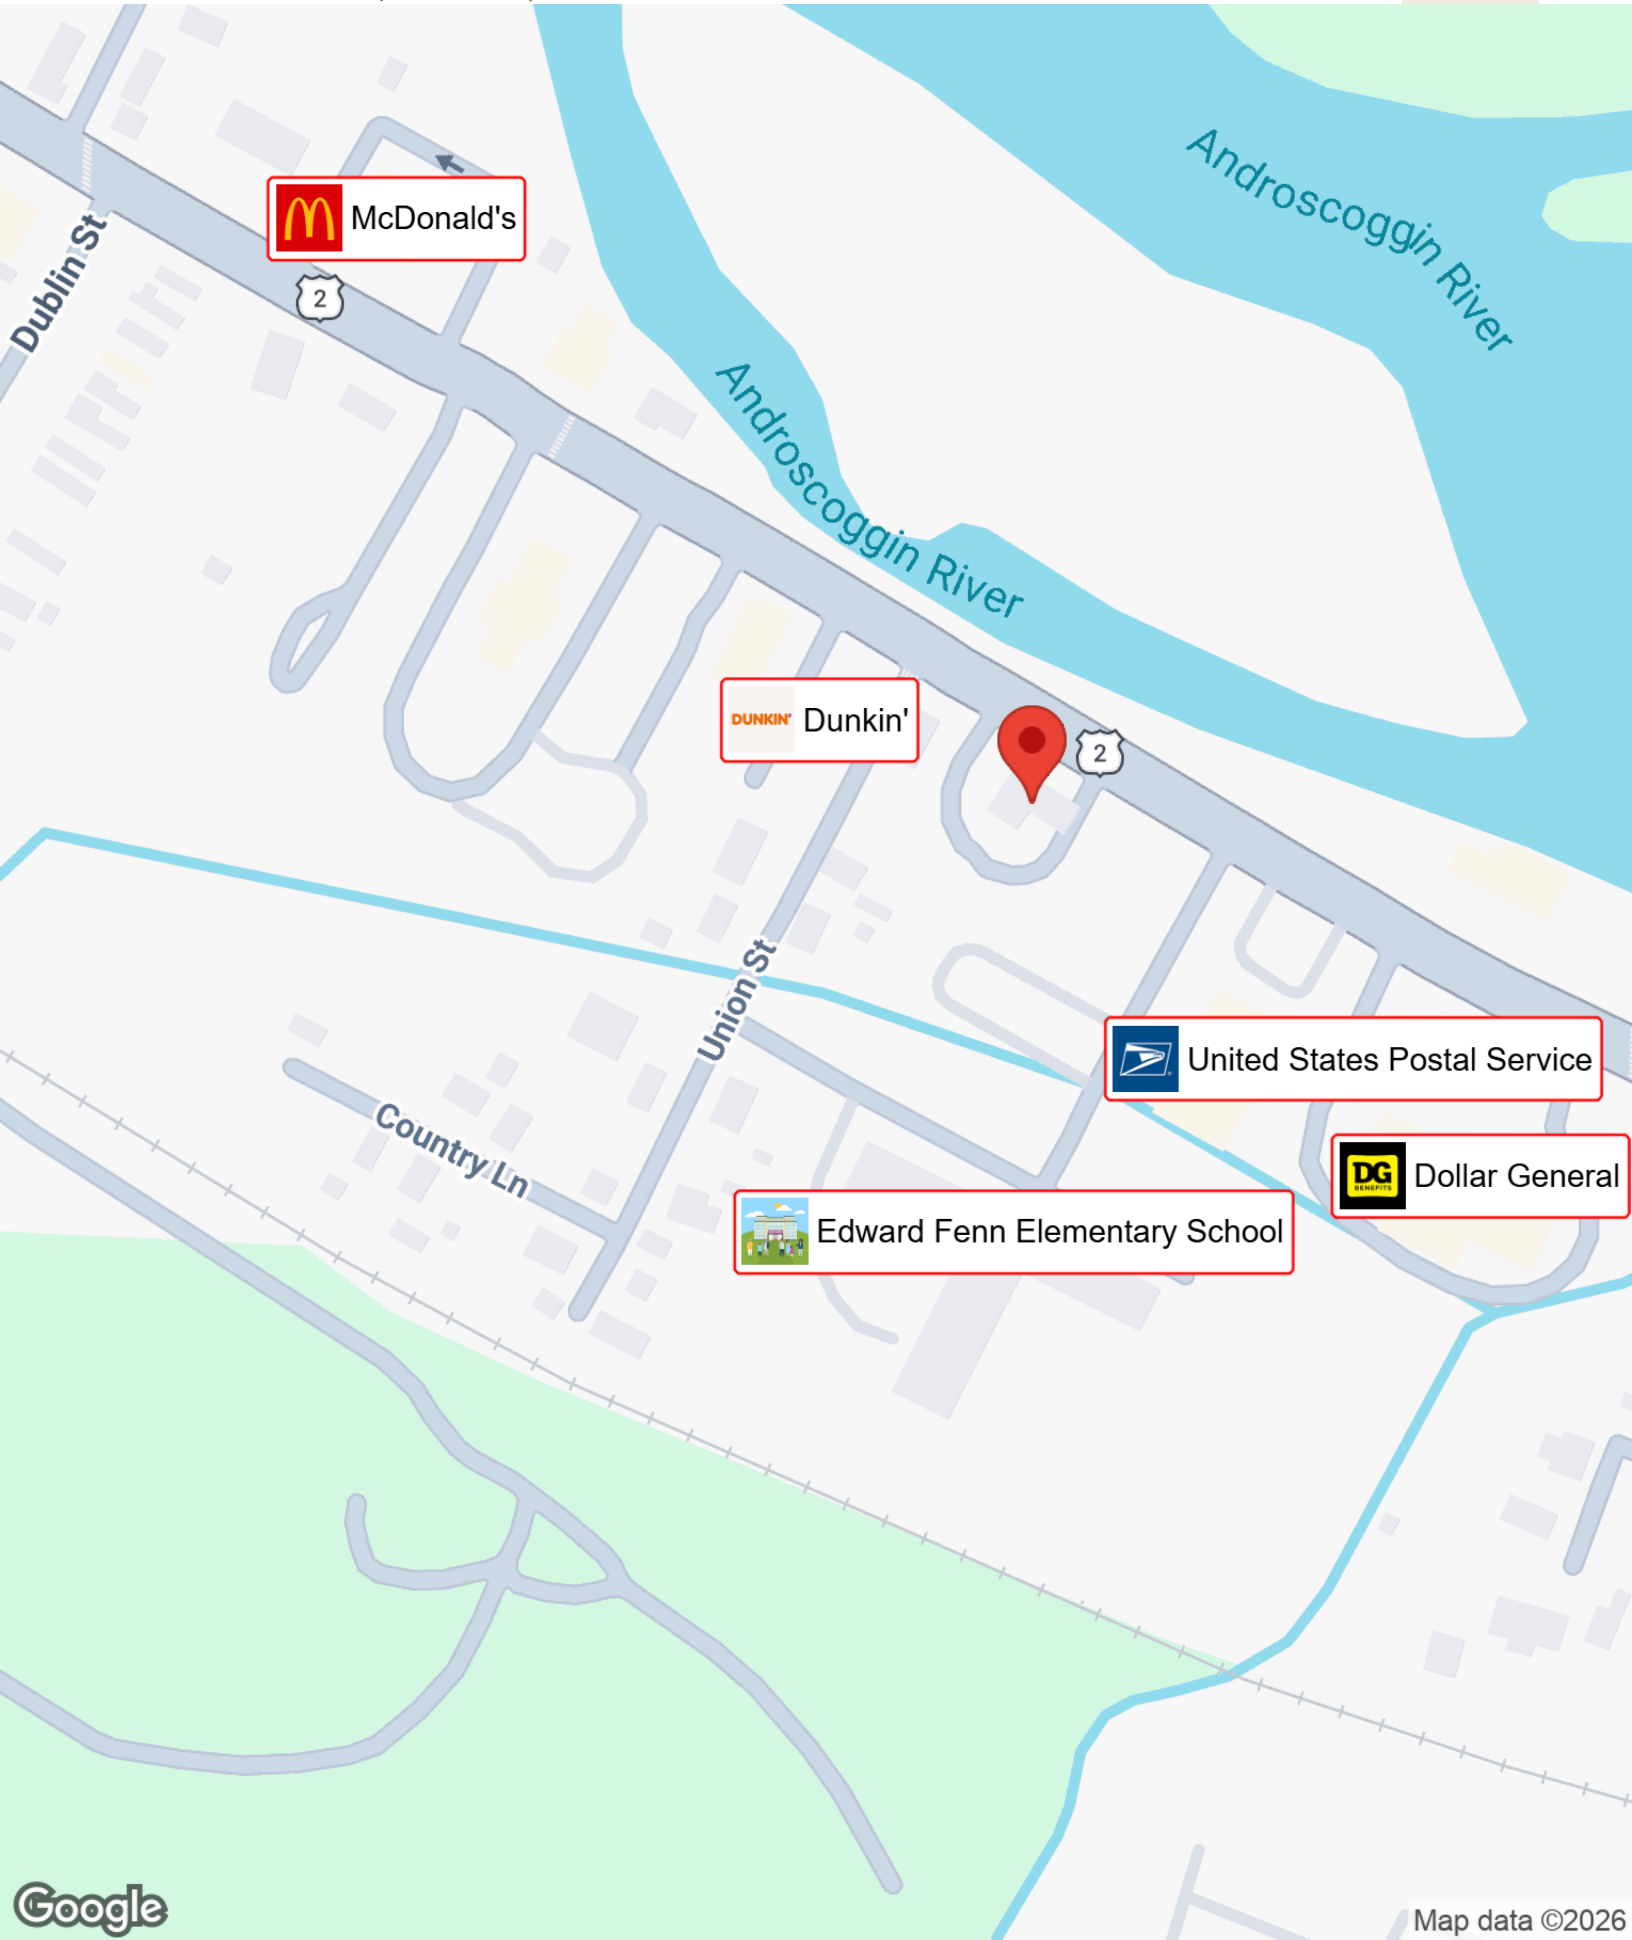 Androscoggin River
McDonald's
Dublin St
2
Androscoggin River
DUNKIN' Dunkin'
2
Union St
United States Postal Service
Country Ln
DG
BENEFITS
Dollar General
Edward Fenn Elementary School
Google
Map data ©2026